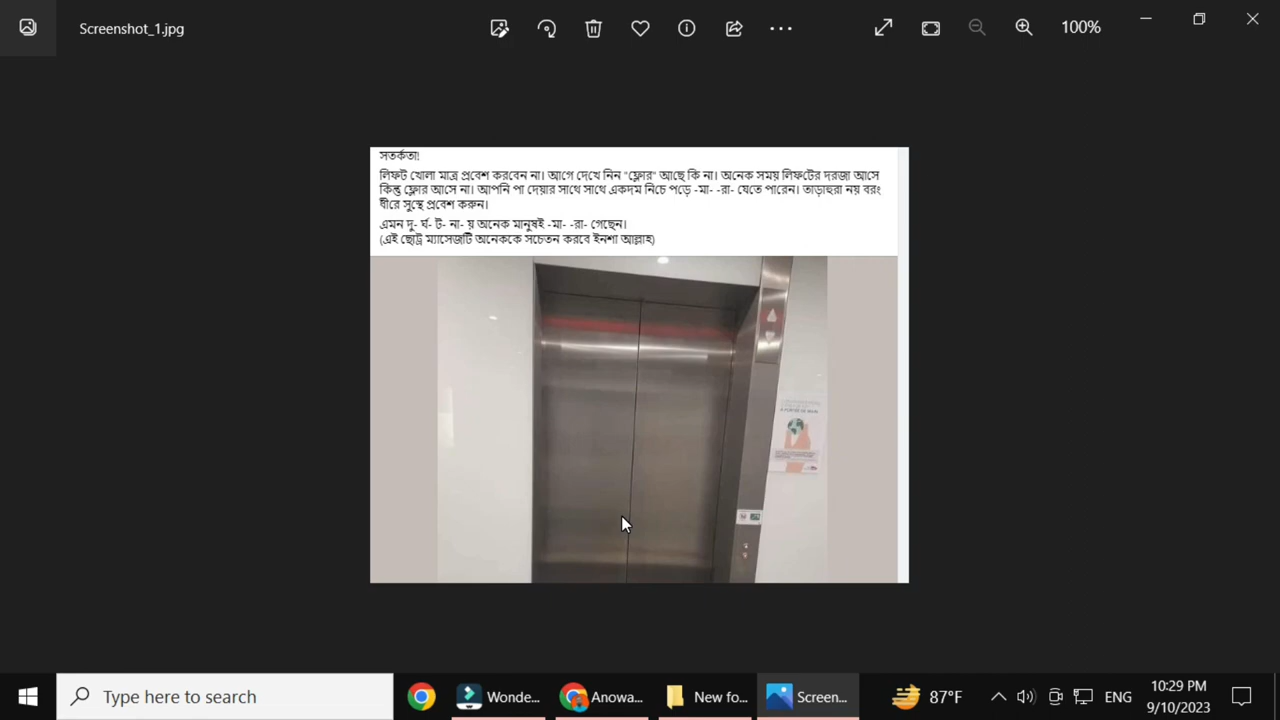 Screenshot_1.jpg
100%
সতর্কতা!
লিফট খোলা মাত্র প্রবেশ করবেন না। আগে দেখে নিন "ফ্লোর" আছে কি না। অনেক সময় লিফটের দরজা আসে
কিন্তু ফ্লোর আসে না। আপনি পা দেয়ার সাথে সাথে একদম নিচে পড়ে -মা- -রা- যেতে পারেন। তাড়াহুরা নয় বরং
ধীরে সুস্থে প্রবেশ করুন।
এমন দু- র্ঘ- ট- না- য় অনেক মানুষই -মা- -রা- গেছেন।
(এই ছোট্ট ম্যাসেজটি অনেককে সচেতন করবে ইনশা আল্লাহ)
Type here to search
Wonde...
Anowa...
New fo...
Screen...
87°F
ENG
10:29 PM
9/10/2023